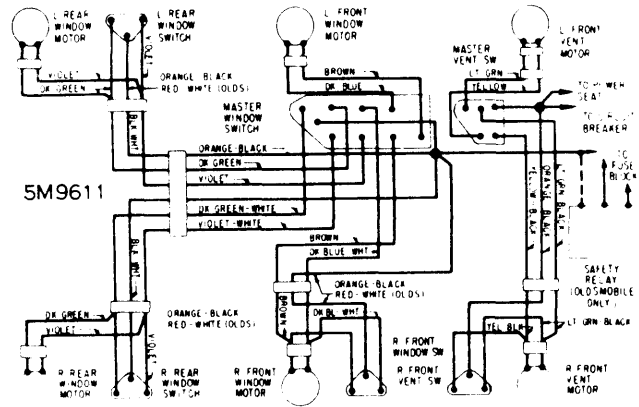 L REAR
WINDOW
MOTOR
L REAR
WINDOW
SWITCH
L FRONT
WINDOW
MOTOR
L FRONT
VENT
MOTOR
MASTER
VENT SW
VIOLET
VIOLET
DK GREEN
ORANGE-BLACK
RED-WHITE (OLDS)
BROWN
DK BLUE
LT GRN
YELLOW
TO POWER
SEAT
TO CIRCUIT
BREAKER
MASTER
WINDOW
SWITCH
BLK WHT
ORANGE-BLACK
DK GREEN
VIOLET
TO
FUSE
BLOCK
5M9611
DK GREEN-WHITE
VIOLET-WHITE
YELLOW BLACK
ORANGE BLACK
LT GRN BLACK
BLK WHT
BROWN
DK BLUE WHT
SAFETY
RELAY
(OLDSMOBILE
ONLY)
ORANGE-BLACK
RED-WHITE (OLDS)
DK GREEN
VIOLET
ORANGE-BLACK
RED-WHITE (OLDS)
BROWN
DK BL-WHT
YEL BLK
LT GRN-BLACK
VIOLET
R REAR
WINDOW
MOTOR
R REAR
WINDOW
SWITCH
R FRONT
WINDOW
MOTOR
R FRONT
WINDOW SW
R FRONT
VENT SW
R FRONT
VENT
MOTOR